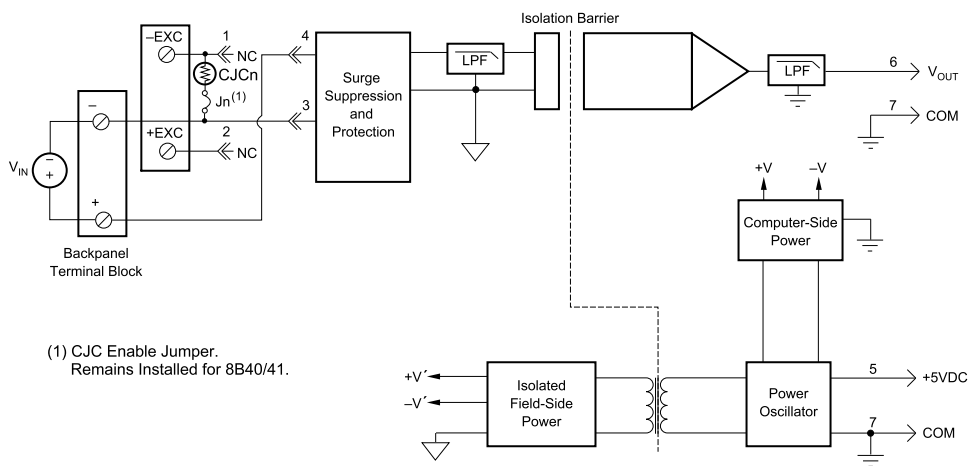 Isolation Barrier
–EXC
1
NC
4
CJCn
Jn(1)
Surge
Suppression
and
Protection
LPF
LPF
6
VOUT
7
COM
–
3
+EXC
2
NC
VIN
–
+
+
Backpanel
Terminal Block
+V
–V
Computer-Side
Power
(1) CJC Enable Jumper.
Remains Installed for 8B40/41.
+V´
–V´
Isolated
Field-Side
Power
Power
Oscillator
5
+5VDC
7
COM